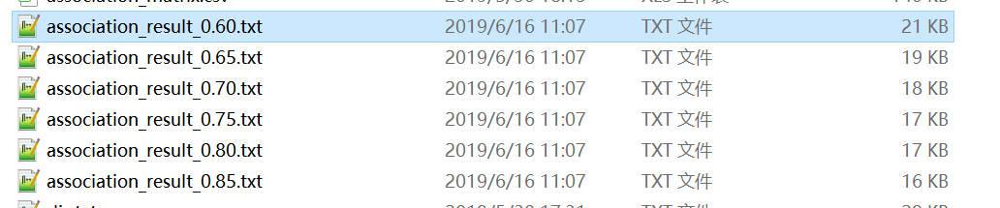 association_result_0.60.txt 2019/6/16 11:07 TXT 文件 21 KB
association_result_0.65.txt 2019/6/16 11:07 TXT 文件 19 KB
association_result_0.70.txt 2019/6/16 11:07 TXT 文件 18 KB
association_result_0.75.txt 2019/6/16 11:07 TXT 文件 17 KB
association_result_0.80.txt 2019/6/16 11:07 TXT 文件 17 KB
association_result_0.85.txt 2019/6/16 11:07 TXT 文件 16 KB